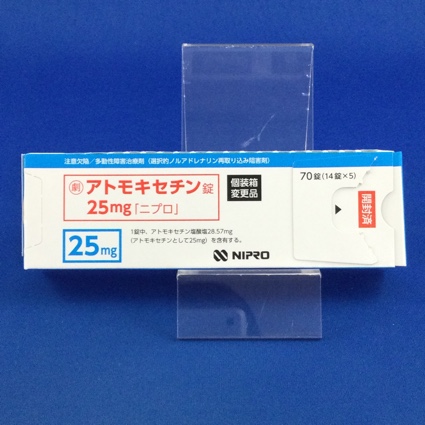 注意欠陥/多動性障害治療剤(選択的ノルアドレナリン再取り込み阻害剤)
劇 アトモキセチン錠
25mg「ニプロ」
個装箱
変更品
70錠(14錠×5)
開封済
25mg
1錠中、アトモキセチン塩酸塩28.57mg
(アトモキセチンとして25mg)を含有する。
NIPRO